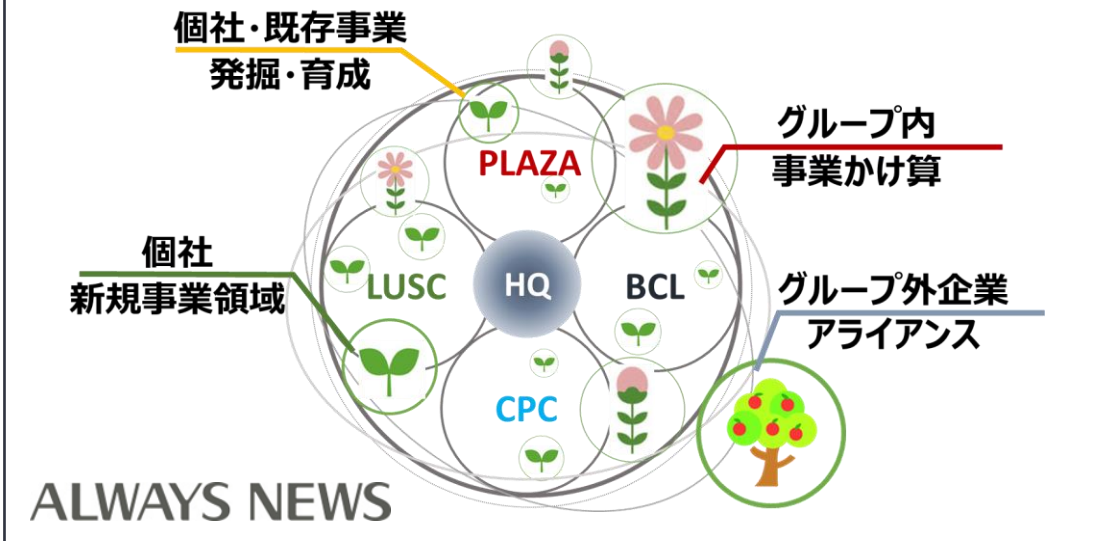 個社・既存事業
発掘・育成
グループ内
事業かけ算
PLAZA
個社
新規事業領域
LUSC
HQ
BCL
グループ外企業
アライアンス
CPC
ALWAYS NEWS